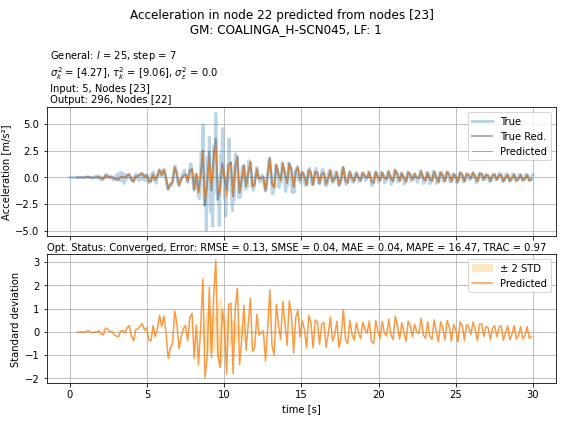 Acceleration in node 22 predicted from nodes [23]
GM: COALINGA_H-SCN045, LF: 1
General: l = 25, step = 7
σ²ₖ = [4.27], τ²ₖ = [9.06], σ²ε = 0.0
Input: 5, Nodes [23]
Output: 296, Nodes [22]
Acceleration [m/s²]
5.0
2.5
0.0
−2.5
−5.0
True
True Red.
Predicted
Opt. Status: Converged, Error: RMSE = 0.13, SMSE = 0.04, MAE = 0.04, MAPE = 16.47, TRAC = 0.97
Standard deviation
3
2
1
0
−1
−2
± 2 STD
Predicted
0 5 10 15 20 25 30
time [s]